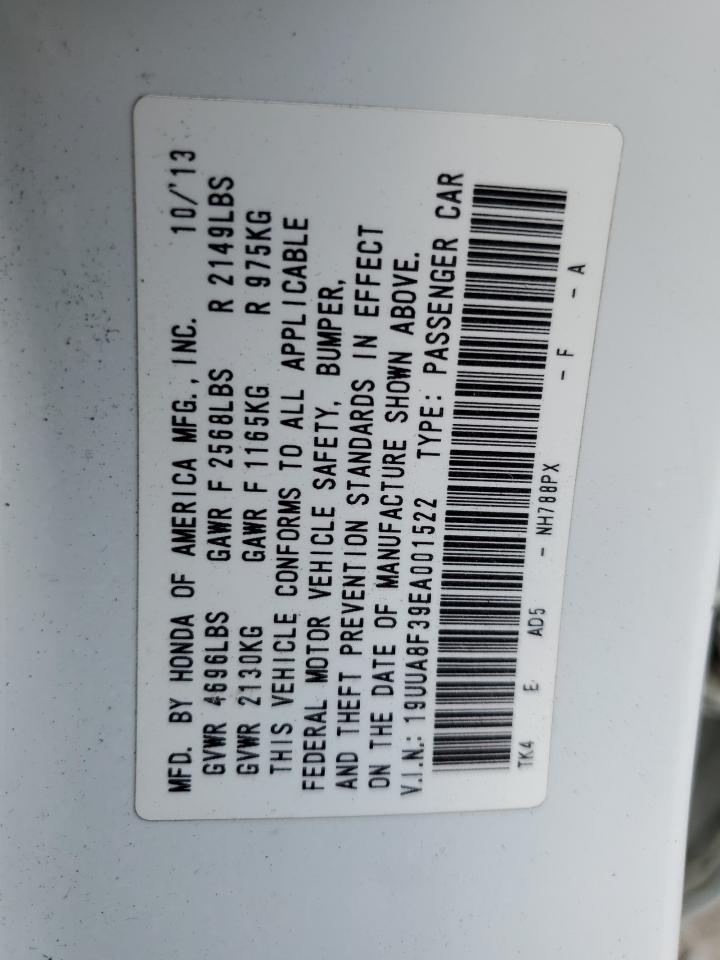 MFD. BY HONDA OF AMERICA MFG., INC. 10/'13
GVWR 4696LBS GAWR F 2568LBS R 2149LBS
GVWR 2130KG GAWR F 1165KG R 975KG
THIS VEHICLE CONFORMS TO ALL APPLICABLE
FEDERAL MOTOR VEHICLE SAFETY, BUMPER,
AND THEFT PREVENTION STANDARDS IN EFFECT
ON THE DATE OF MANUFACTURE SHOWN ABOVE.
V.I.N.: 19UUA8F39EA001522 TYPE: PASSENGER CAR
TK4 E AD5 - NH788PX - F - A